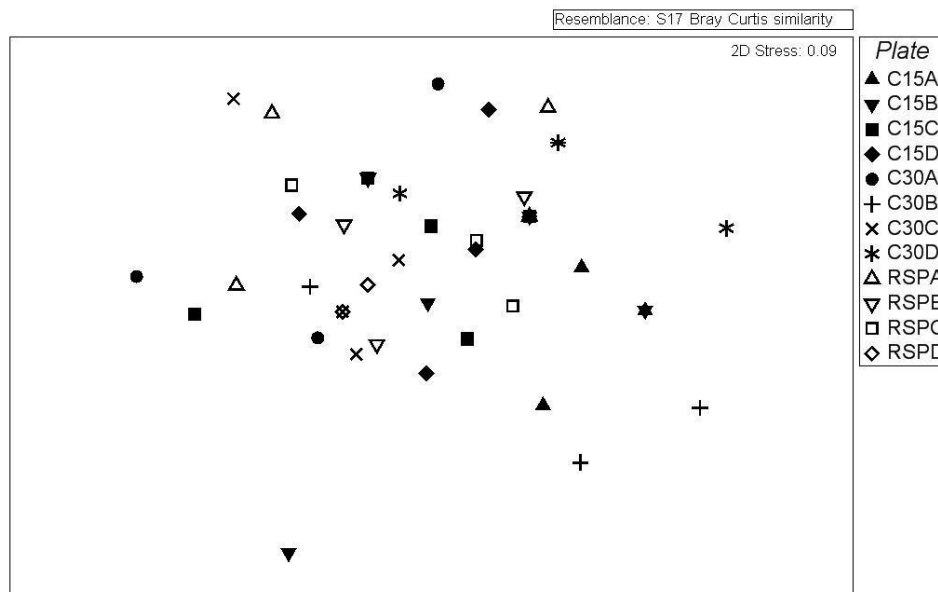 Resemblance: S17 Bray Curtis similarity
2D Stress: 0.09
Plate
C15A
C15B
C15C
C15D
C30A
C30B
C30C
C30D
RSPA
RSPB
RSPC
RSPD